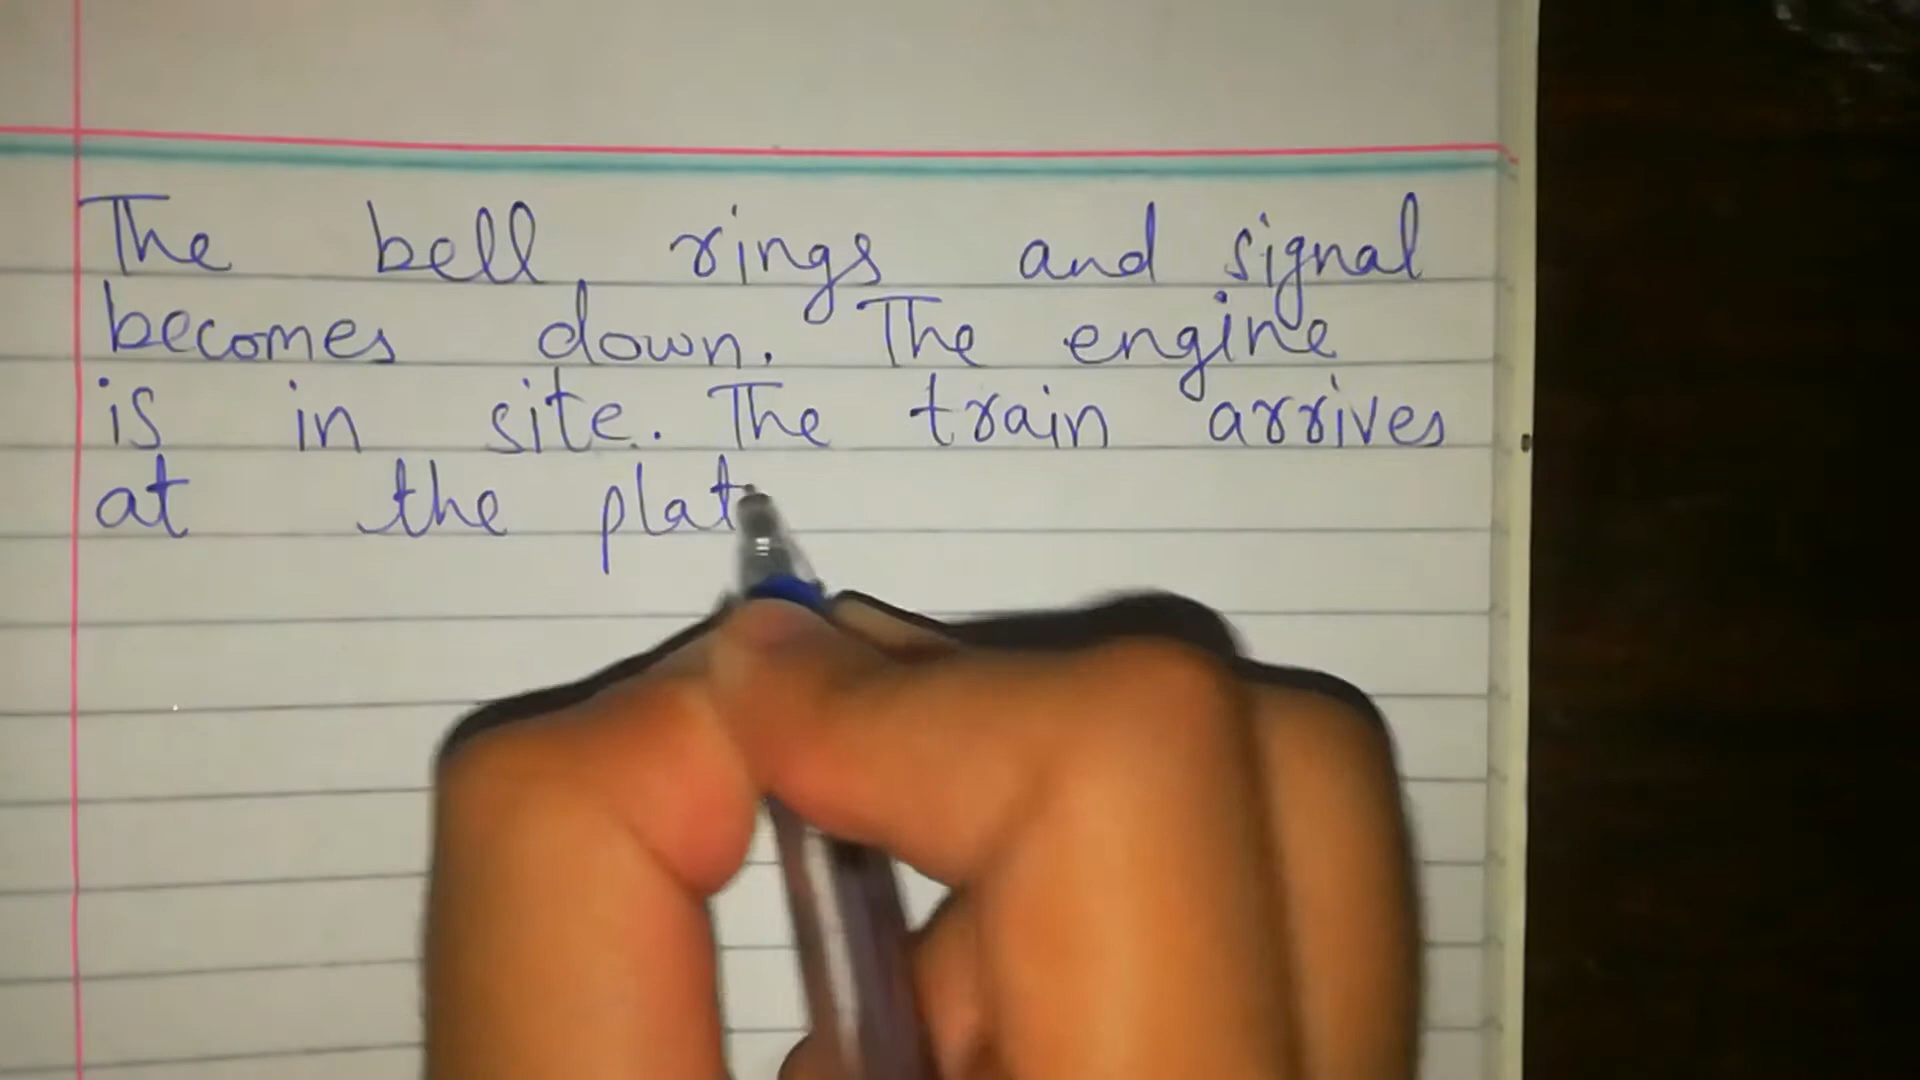 The bell rings and signal
becomes down. The engine
is in site. The train arrives
at the plat